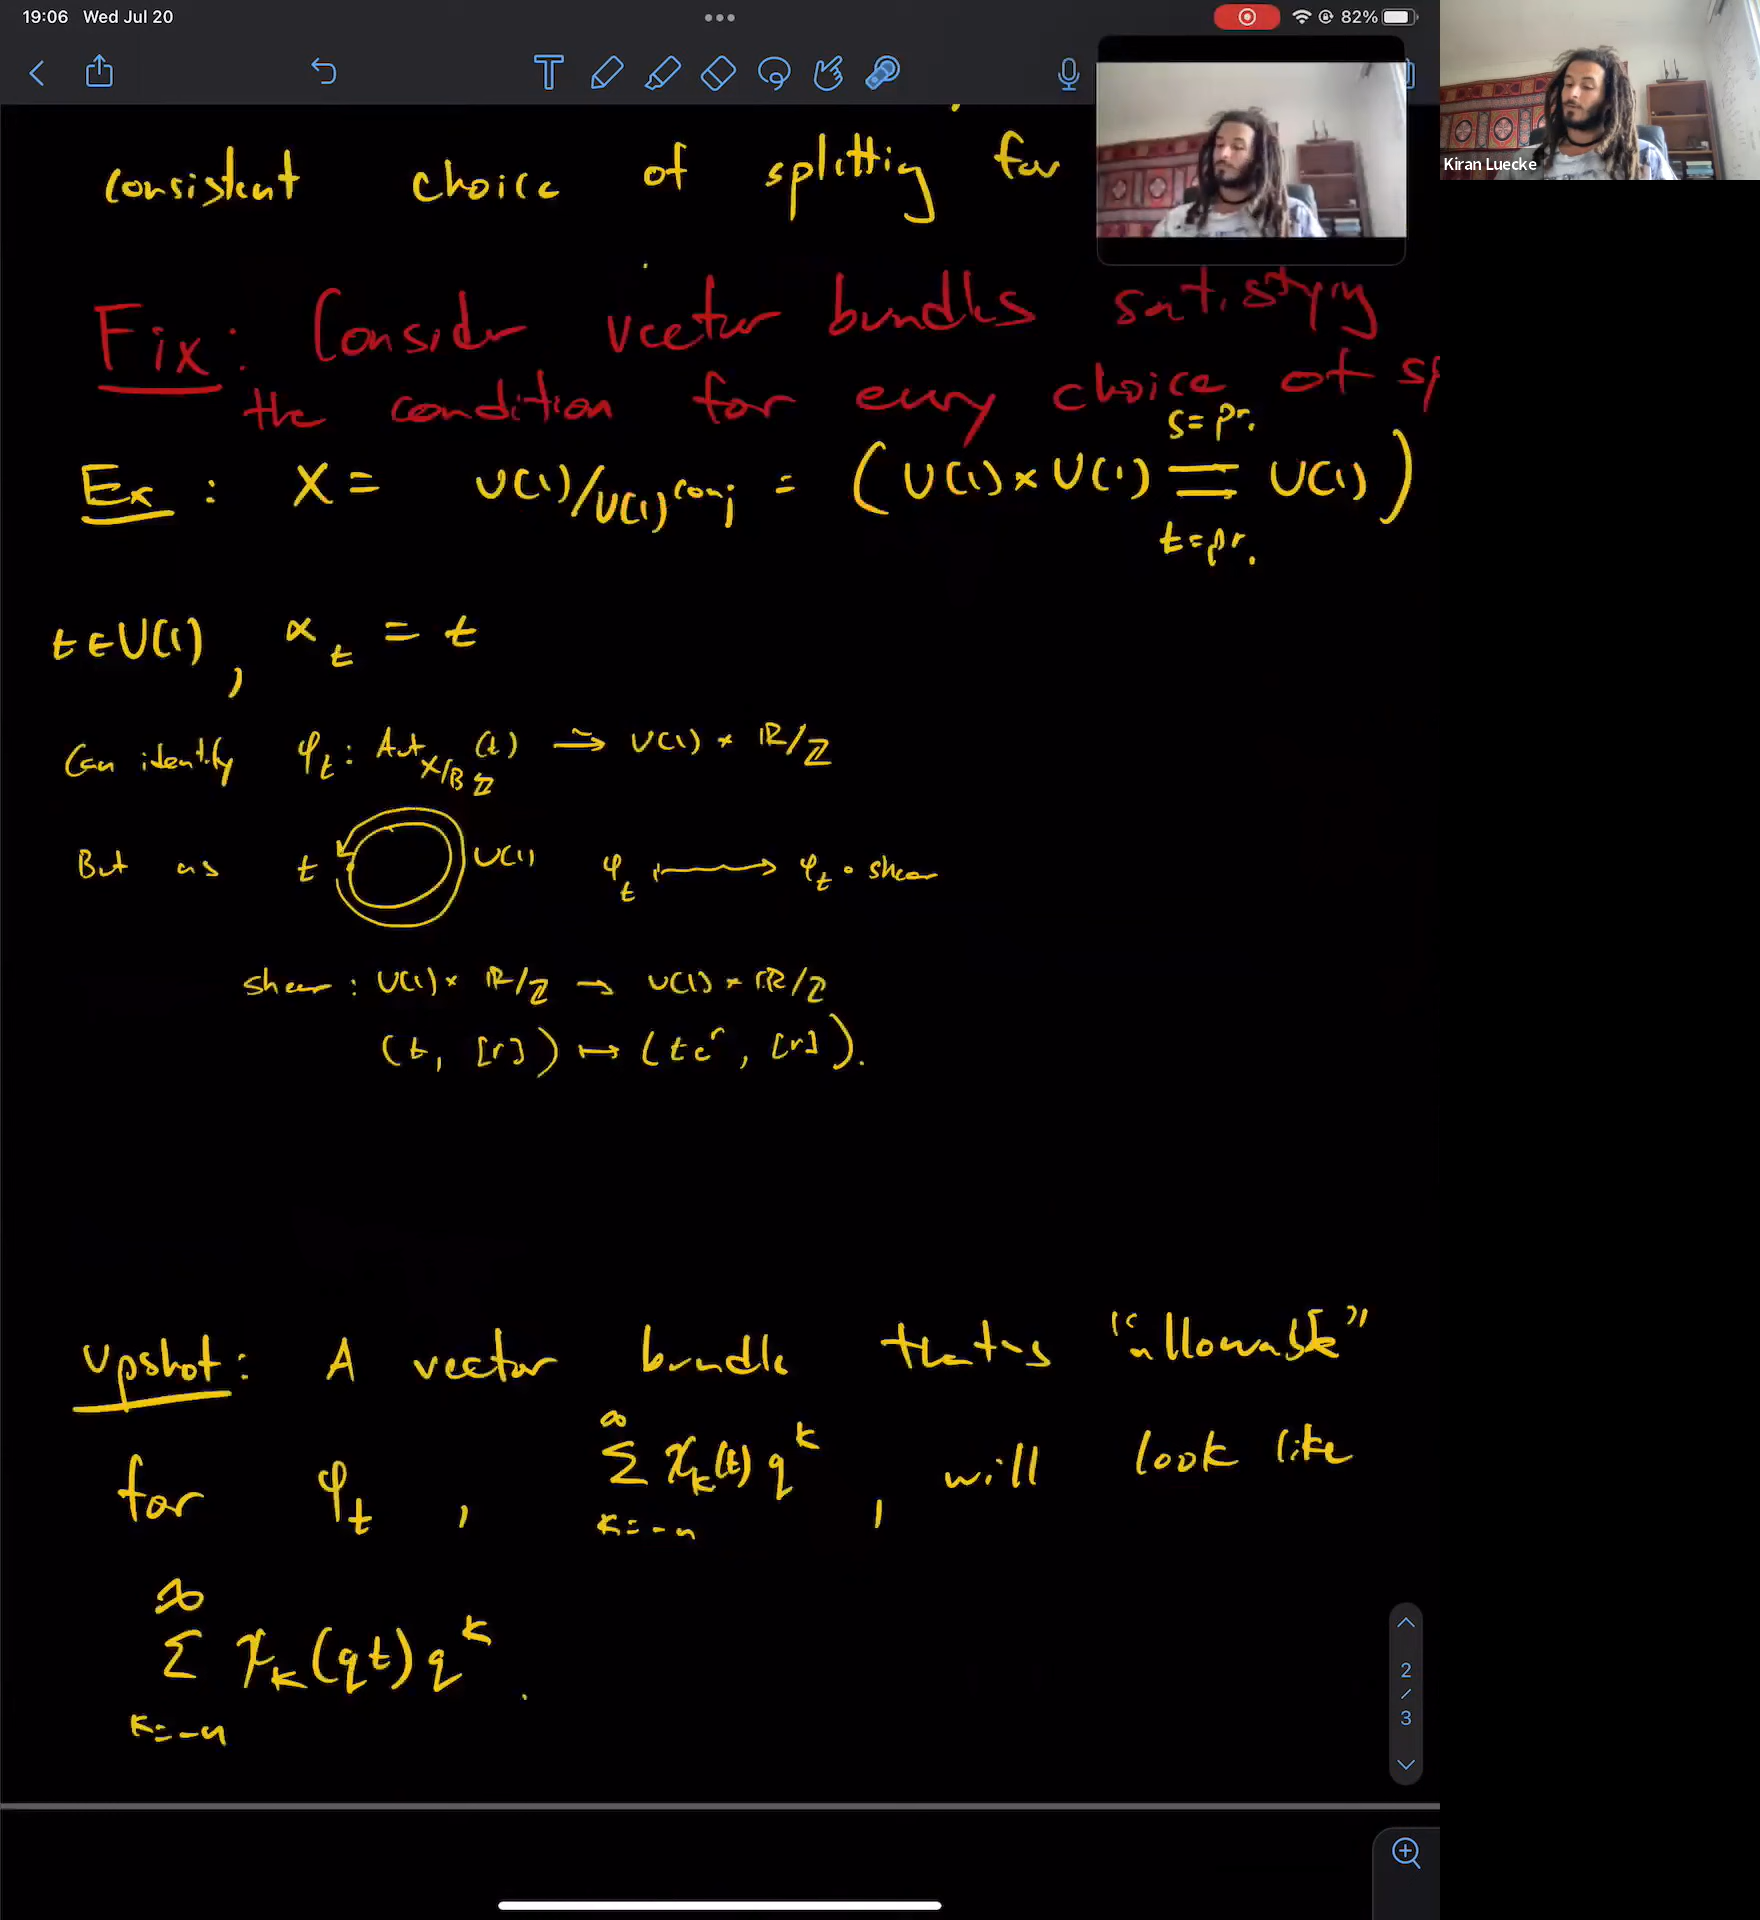 19:06 Wed Jul 20
82%
Kiran Luecke
consistent choice of splitting for
Fix: Consider vector bundles satisfying
the condition for every choice of sp
s = pr.
Ex : X = U(1)/U(1)^conj = (U(1) × U(1) ⇉ U(1))
t = pr.
t ∈ U(1), α_t = t
Can identify φ_t : Aut_{X/Bℤ}(t) →~ U(1) × ℝ/ℤ
But as t U(1) φ_t ↦ φ_t ∘ shear
shear : U(1) × ℝ/ℤ → U(1) × ℝ/ℤ
(t, [r]) ↦ (te^r, [r]).
Upshot: A vector bundle that is "allowable"
for φ_t, ∑_{k=-n}^∞ χ_k(t) q^k, will look like
∑_{k=-n}^∞ χ_k(qt) q^k.
2
/
3